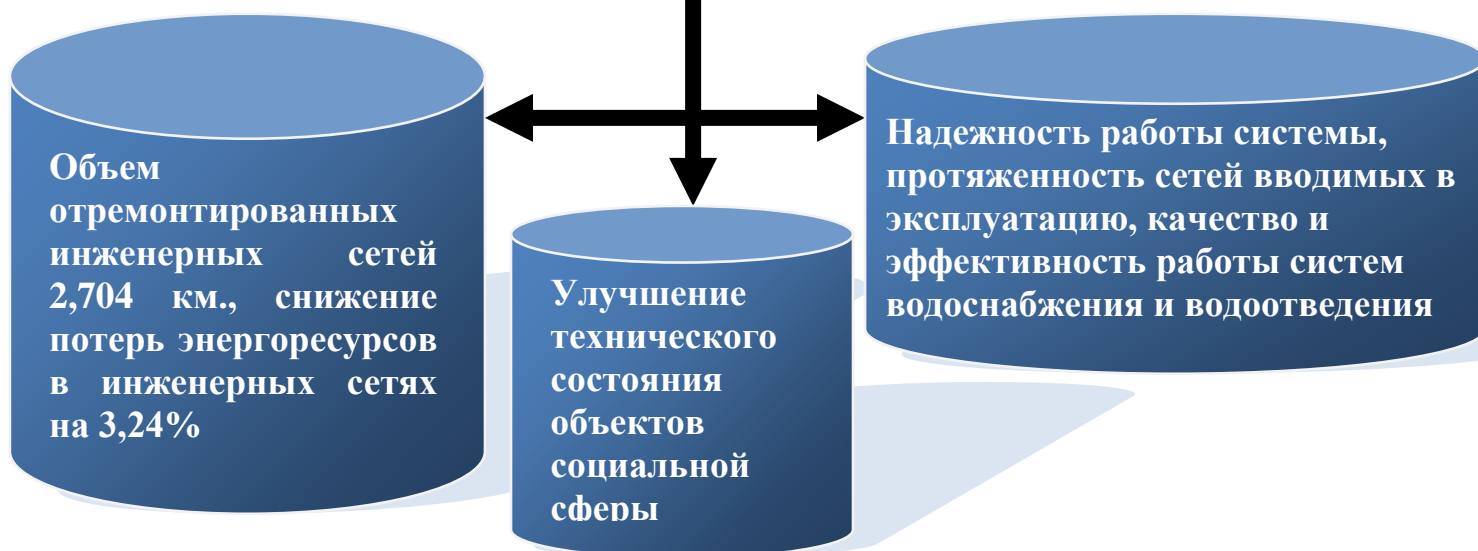 Объем
отремонтированных
инженерных сетей
2,704 км., снижение
потерь энергоресурсов
в инженерных сетях
на 3,24%
Улучшение
технического
состояния
объектов
социальной
сферы
Надежность работы системы,
протяженность сетей вводимых в
эксплуатацию, качество и
эффективность работы систем
водоснабжения и водоотведения